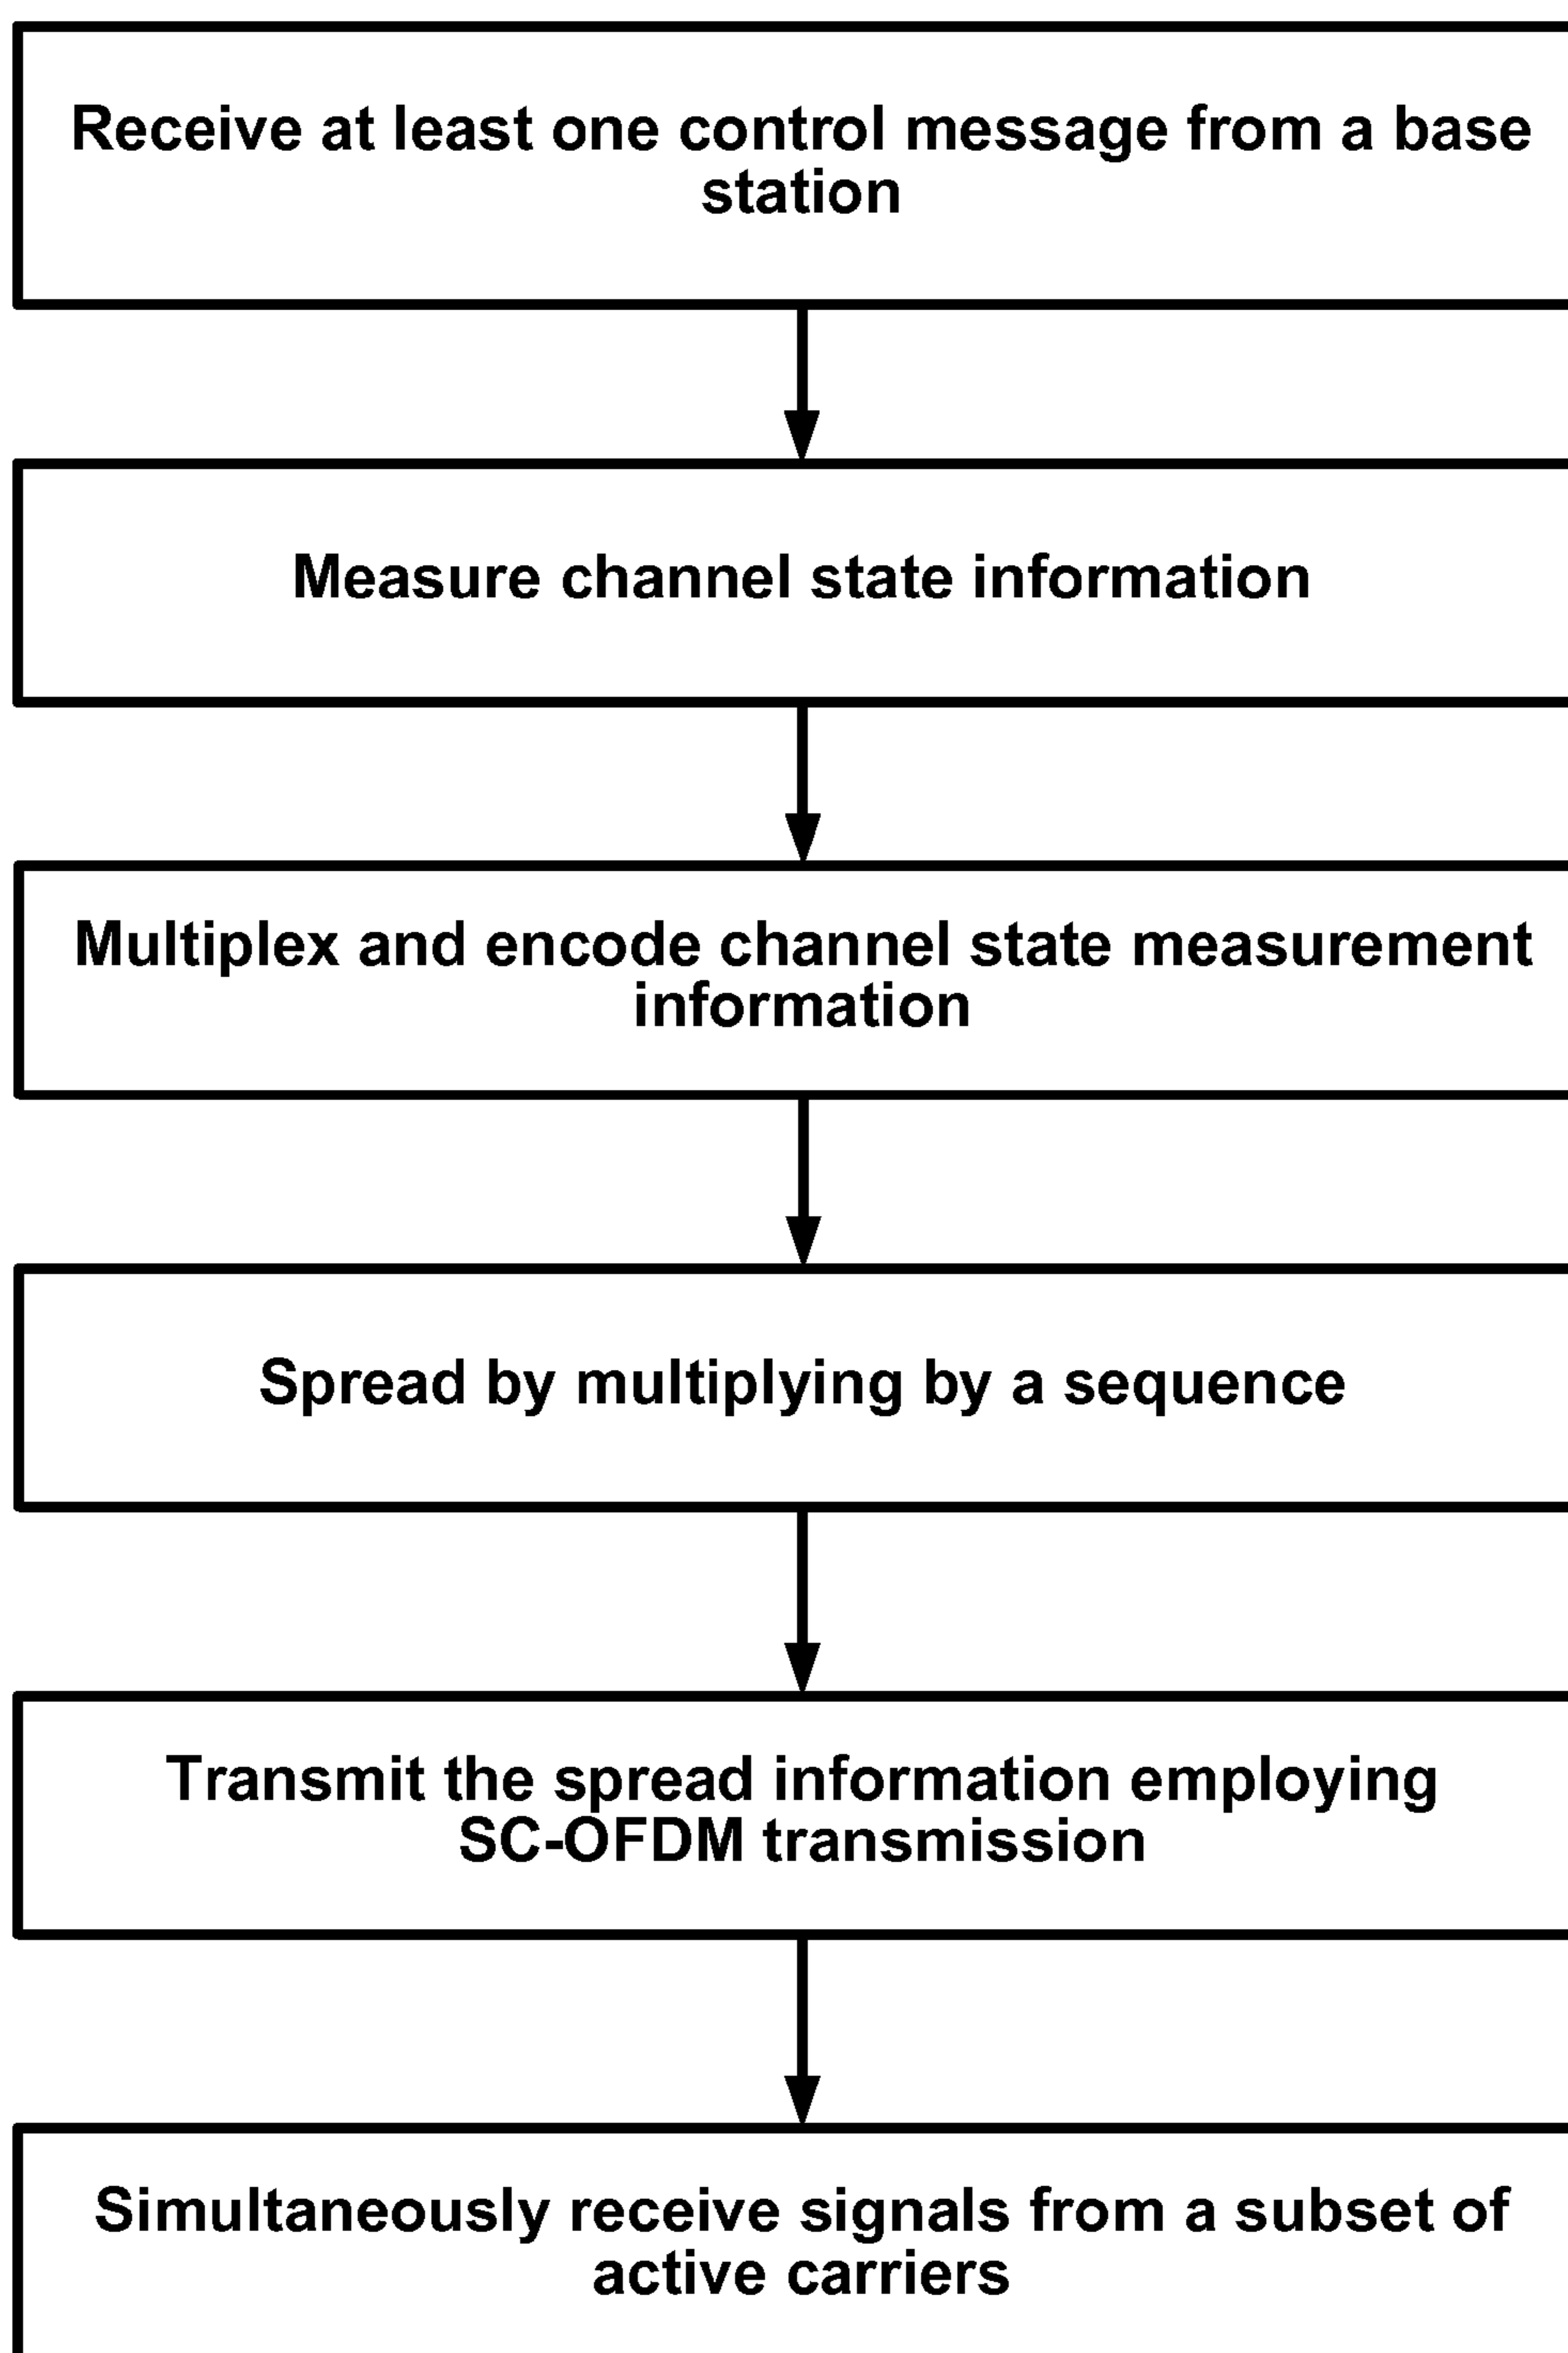 Receive at least one control message from a base
station
Measure channel state information
Multiplex and encode channel state measurement
information
Spread by multiplying by a sequence
Transmit the spread information employing
SC-OFDM transmission
Simultaneously receive signals from a subset of
active carriers